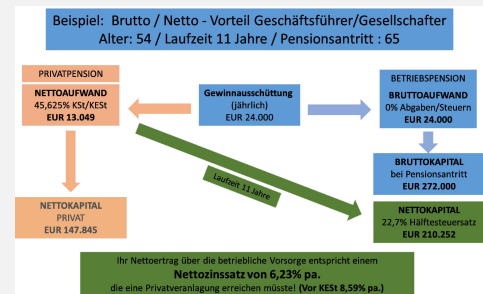 Beispiel: Brutto / Netto - Vorteil Geschäftsführer/Gesellschafter
Alter: 54 / Laufzeit 11 Jahre / Pensionsantritt : 65
PRIVATPENSION
NETTOAUFWAND
45,625% KSt/KESt
EUR 13.049
Gewinnausschüttung
(jährlich)
EUR 24.000
BETRIEBSPENSION
BRUTTOAUFWAND
0% Abgaben/Steuern
EUR 24.000
BRUTTOKAPITAL
bei Pensionsantritt
EUR 272.000
Laufzeit 11 Jahre
NETTOKAPITAL
PRIVAT
EUR 147.845
NETTOKAPITAL
22,7% Hälftesteuersatz
EUR 210.252
Ihr Nettoertrag über die betriebliche Vorsorge entspricht einem
Nettozinssatz von 6,23% pa.
die eine Privatveranlagung erreichen müsste! (Vor KESt 8,59% pa.)